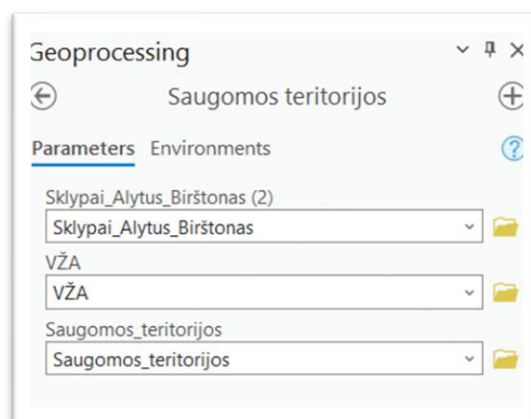 Geoprocessing
Saugomos teritorijos
Parameters Environments
Sklypai_Alytus_Birštonas (2)
Sklypai_Alytus_Birštonas
VŽA
VŽA
Saugomos_teritorijos
Saugomos_teritorijos